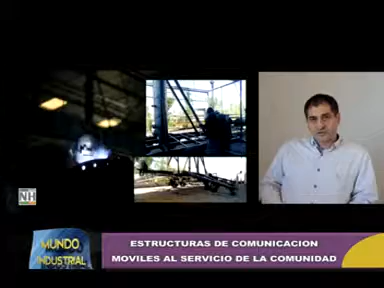 NH
MUNDO
INDUSTRIAL
ESTRUCTURAS DE COMUNICACION
MOVILES AL SERVICIO DE LA COMUNIDAD